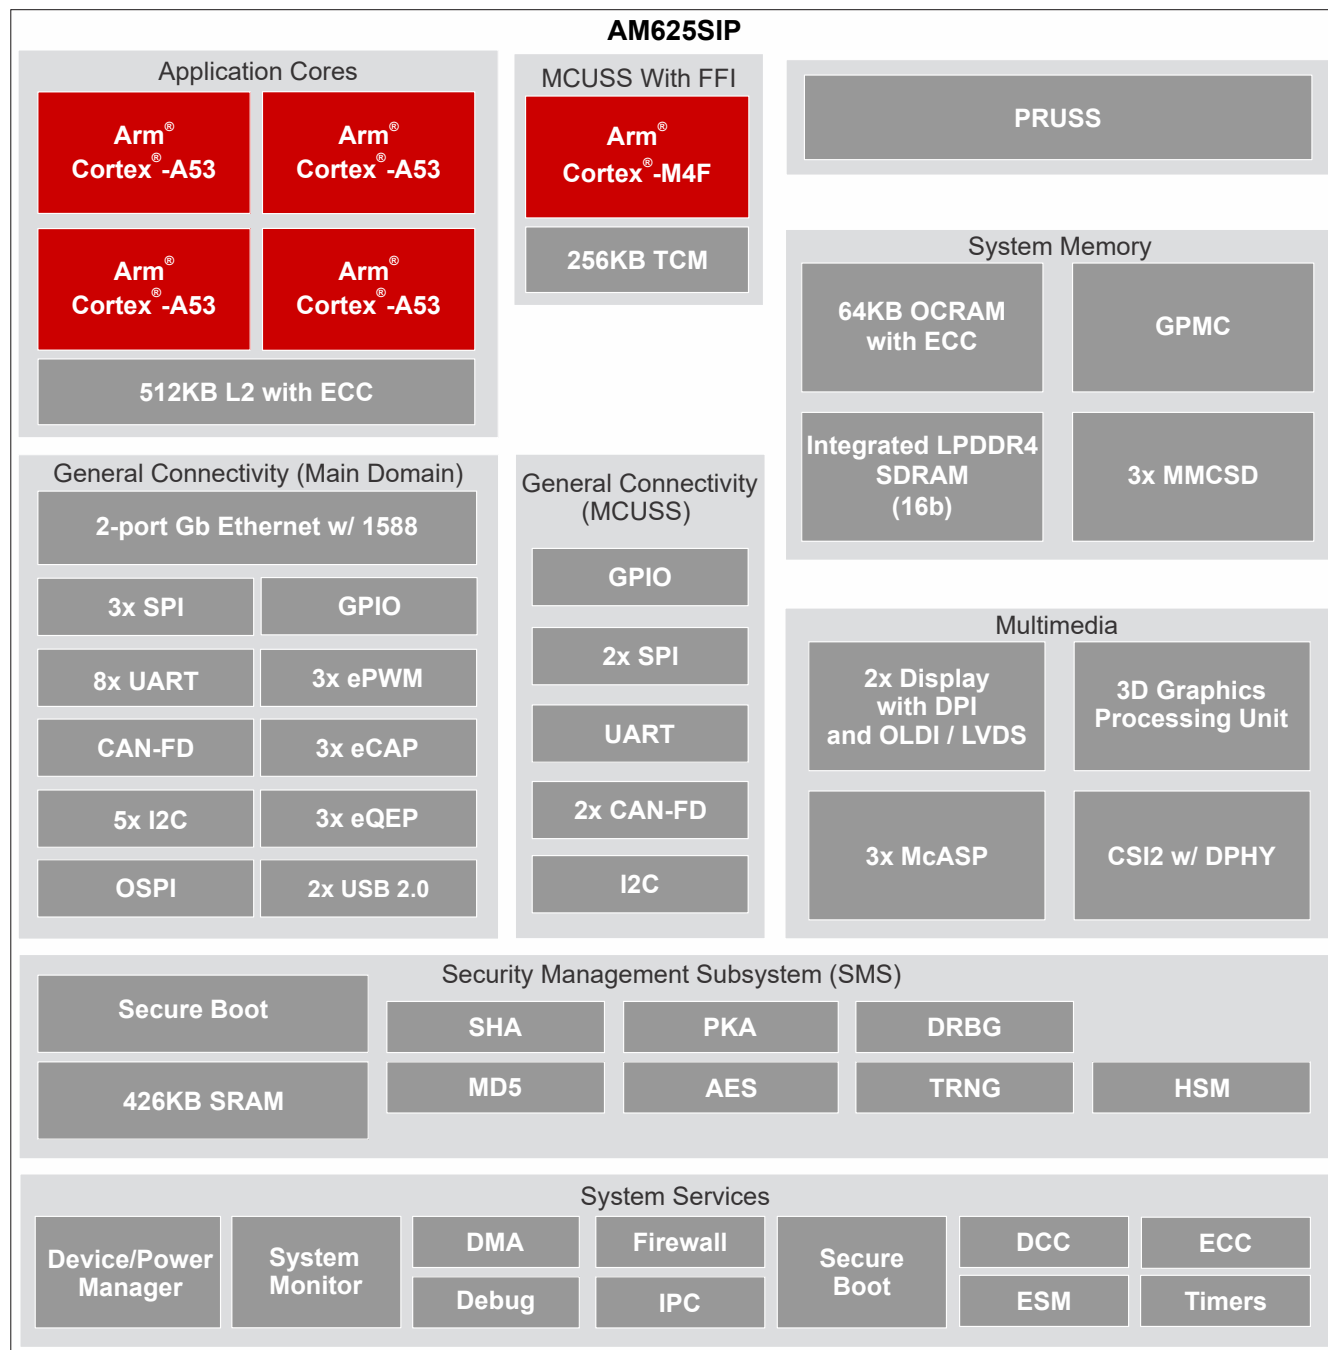 AM625SIP
Application Cores
Arm®
Cortex®-A53
Arm®
Cortex®-A53
Arm®
Cortex®-A53
Arm®
Cortex®-A53
512KB L2 with ECC
MCUSS With FFI
Arm®
Cortex®-M4F
256KB TCM
PRUSS
System Memory
64KB OCRAM
with ECC
GPMC
Integrated LPDDR4
SDRAM
(16b)
3x MMCSD
General Connectivity (Main Domain)
2-port Gb Ethernet w/ 1588
3x SPI
GPIO
8x UART
3x ePWM
CAN-FD
3x eCAP
5x I2C
3x eQEP
OSPI
2x USB 2.0
General Connectivity
(MCUSS)
GPIO
2x SPI
UART
2x CAN-FD
I2C
Multimedia
2x Display
with DPI
and OLDI / LVDS
3D Graphics
Processing Unit
3x McASP
CSI2 w/ DPHY
Security Management Subsystem (SMS)
Secure Boot
SHA
PKA
DRBG
426KB SRAM
MD5
AES
TRNG
HSM
System Services
Device/Power
Manager
System
Monitor
DMA
Firewall
Debug
IPC
Secure
Boot
DCC
ECC
ESM
Timers